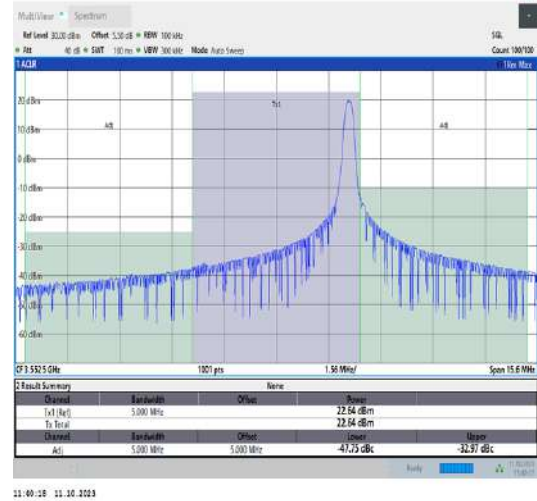 MultiView Spectrum
Ref Level 30.00 dBm Offset 5.50 dB RBW 100 kHz SGL
Att 40 dB SWT 100 ms VBW 300 kHz Mode Auto Sweep Count 100/100
1 ACLR 1Rm Max
20 dBm
Tx1
10 dBm
Adj Adj
0 dBm
-10 dBm
-20 dBm
-30 dBm
-40 dBm
-60 dBm
CF 3.5525 GHz 1001 pts 1.56 MHz/ Span 15.6 MHz
2 Result Summary None
Channel Bandwidth Offset Power
Tx1 (Ref) 5.000 MHz 22.64 dBm
Tx Total 22.64 dBm
Channel Bandwidth Offset Lower Upper
Adj 5.000 MHz 5.000 MHz -47.75 dBc -32.97 dBc
Ready
11:00:18 11.10.2023